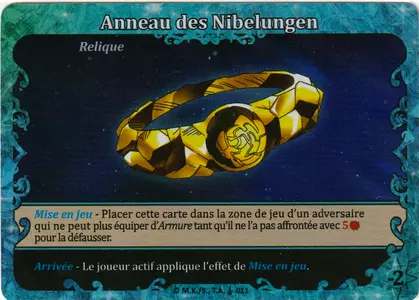 Anneau des Nibelungen
Relique
Mise en jeu - Placer cette carte dans la zone de jeu d'un adversaire
qui ne peut plus équiper d'Armure tant qu'il ne l'a pas affrontée avec 5
pour la défausser.
Arrivée - Le joueur actif applique l'effet de Mise en jeu.
2
© M.K./S., T.A.